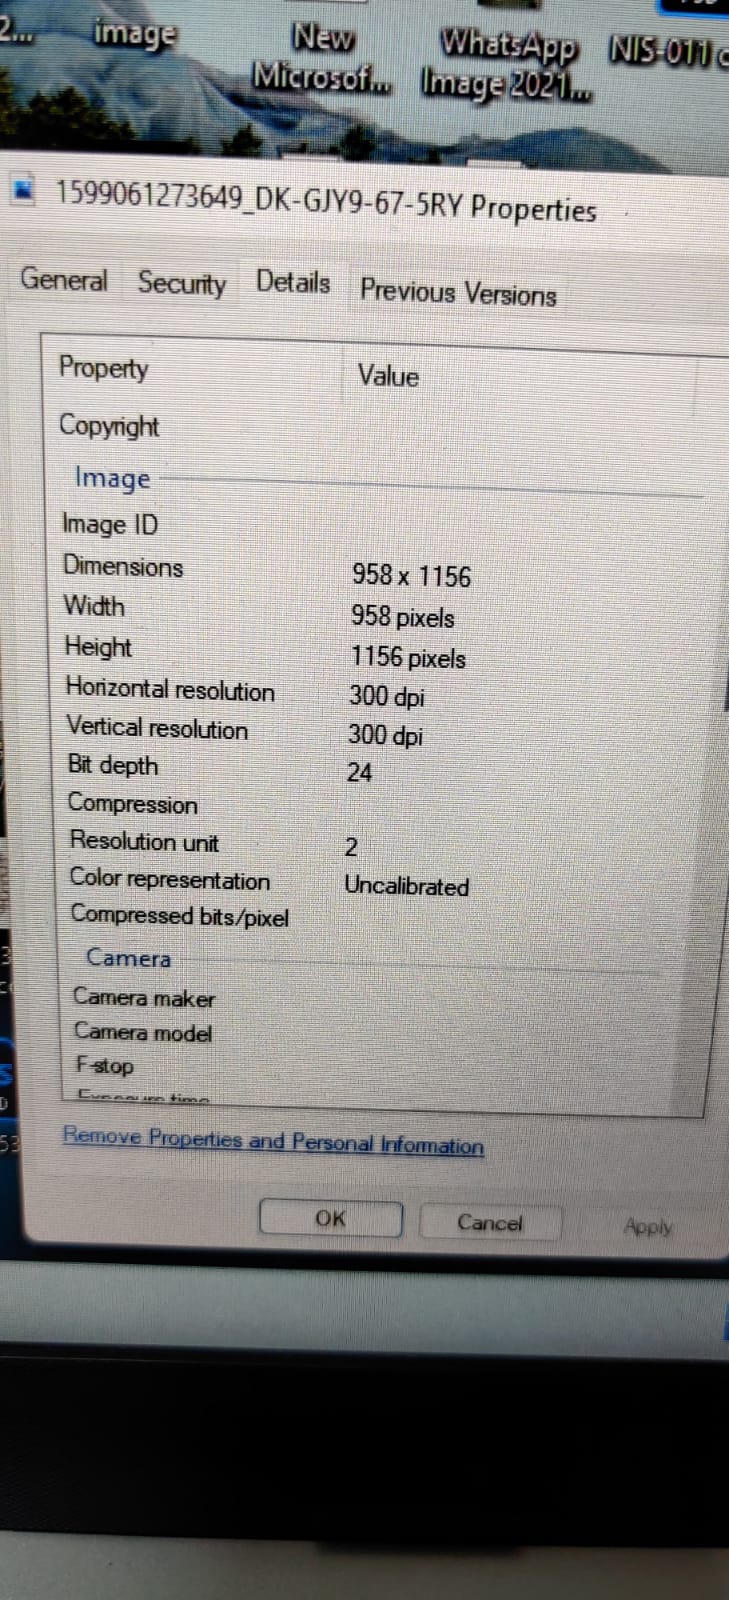 2... image New WhatsApp NIS-011
Microsof... Image 2021...
1599061273649_DK-GJY9-67-5RY Properties
General Security Details Previous Versions
Property Value
Copyright
Image
Image ID
Dimensions 958 x 1156
Width 958 pixels
Height 1156 pixels
Horizontal resolution 300 dpi
Vertical resolution 300 dpi
Bit depth 24
Compression
Resolution unit 2
Color representation Uncalibrated
Compressed bits/pixel
Camera
Camera maker
Camera model
F-stop
Exposure time
Remove Properties and Personal Information
OK Cancel Apply